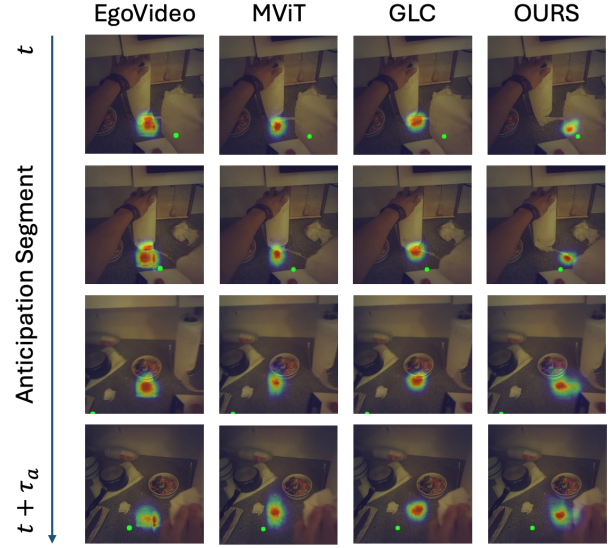 EgoVideo MViT GLC OURS
t
Anticipation Segment
t + τₐ